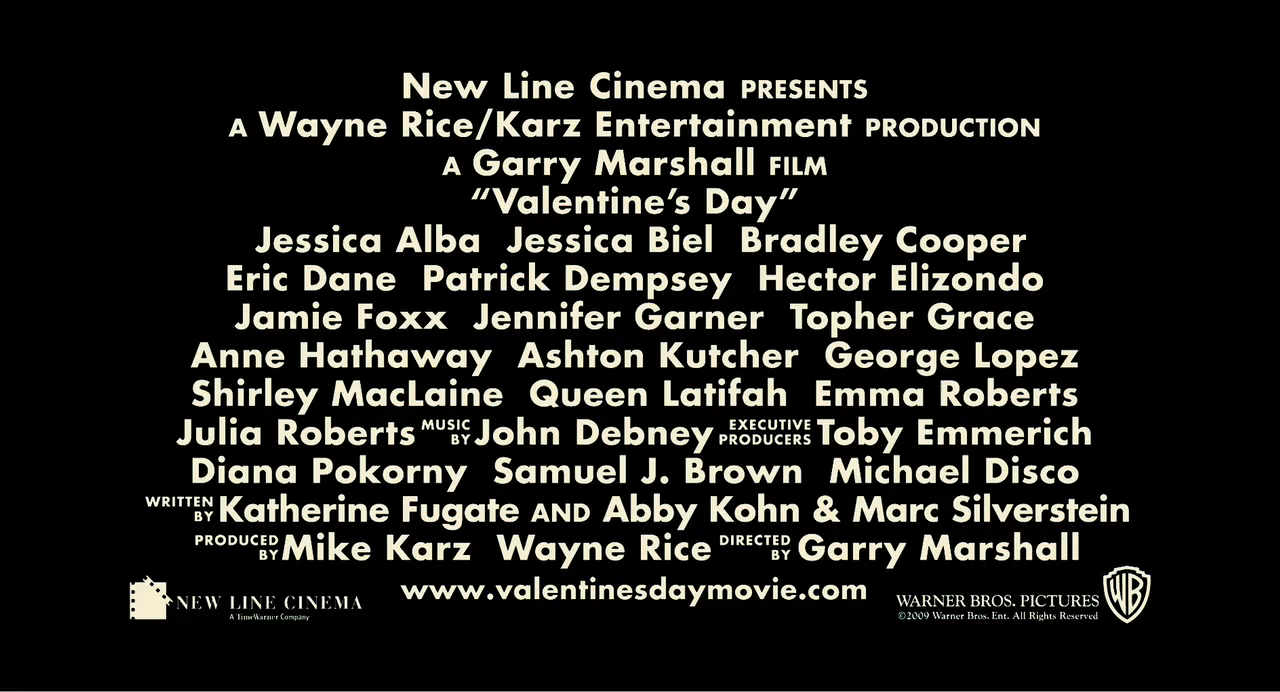 New Line Cinema PRESENTS
A Wayne Rice/Karz Entertainment PRODUCTION
A Garry Marshall FILM
“Valentine’s Day”
Jessica Alba Jessica Biel Bradley Cooper
Eric Dane Patrick Dempsey Hector Elizondo
Jamie Foxx Jennifer Garner Topher Grace
Anne Hathaway Ashton Kutcher George Lopez
Shirley MacLaine Queen Latifah Emma Roberts
Julia Roberts MUSIC BY John Debney EXECUTIVE PRODUCERS Toby Emmerich
Diana Pokorny Samuel J. Brown Michael Disco
WRITTEN BY Katherine Fugate AND Abby Kohn & Marc Silverstein
PRODUCED BY Mike Karz Wayne Rice DIRECTED BY Garry Marshall
www.valentinesdaymovie.com
NEW LINE CINEMA
A TimeWarner Company
WARNER BROS. PICTURES
©2009 Warner Bros. Ent. All Rights Reserved
WB